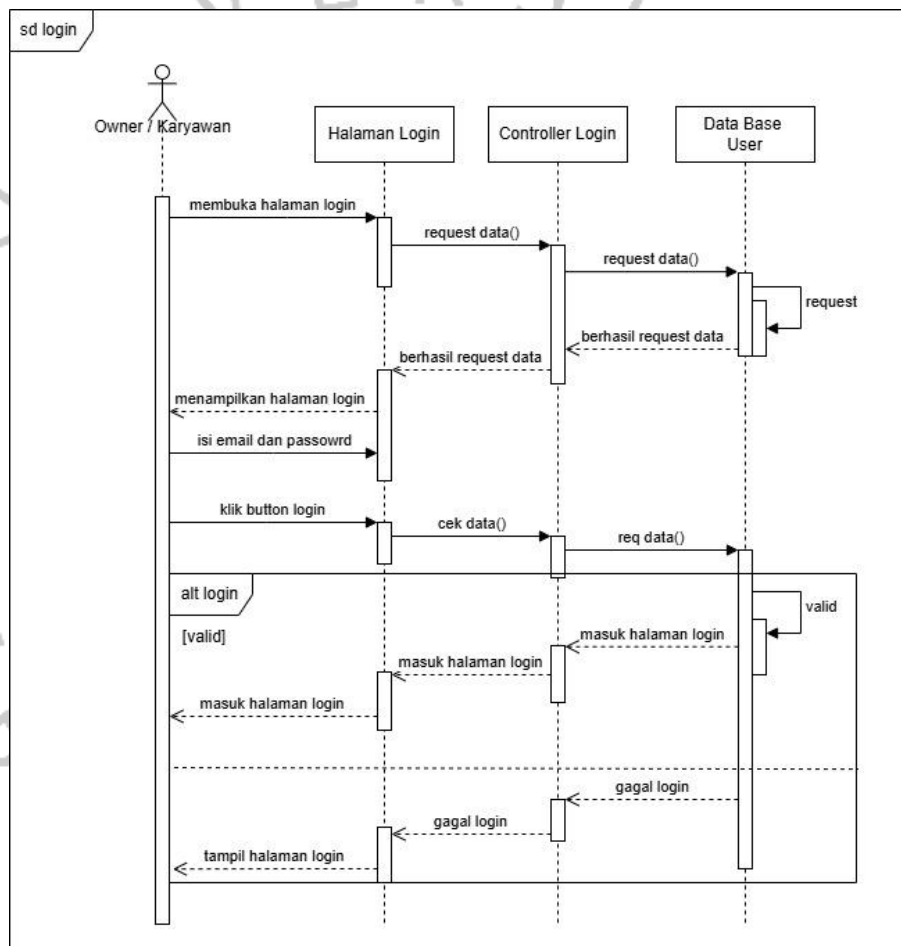 sd login
Owner / Karyawan
Halaman Login
Controller Login
Data Base
User
membuka halaman login
request data()
request data()
request
berhasil request data
berhasil request data
menampilkan halaman login
isi email dan passowrd
klik button login
cek data()
req data()
alt login
valid
[valid]
masuk halaman login
masuk halaman login
masuk halaman login
gagal login
gagal login
tampil halaman login